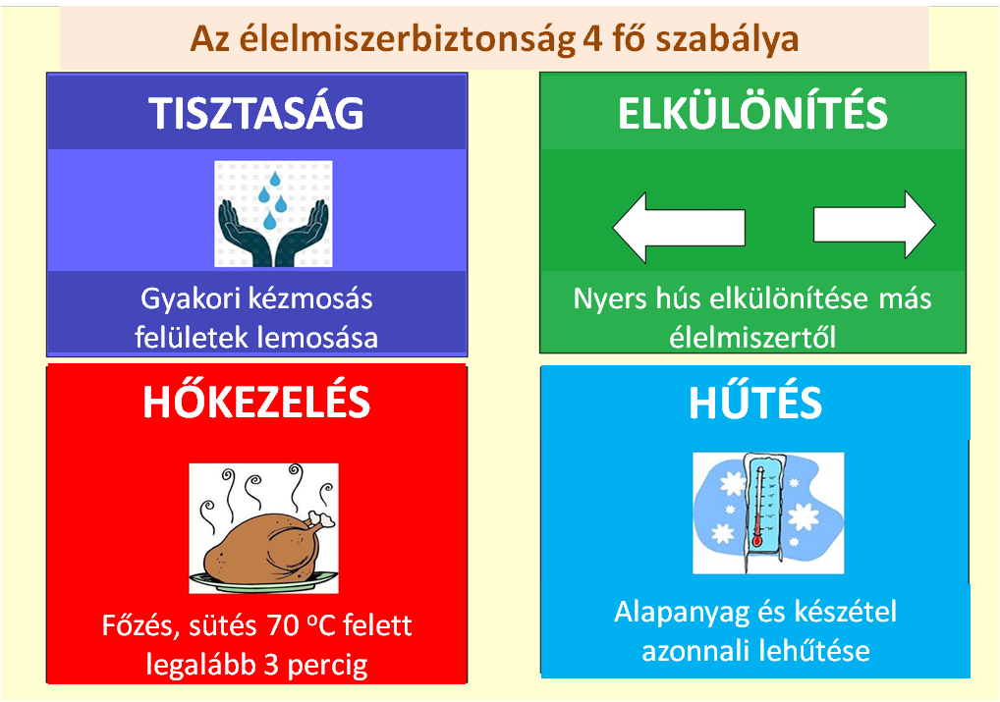 Az élelmiszerbiztonság 4 fő szabálya
TISZTASÁG
Gyakori kézmosás
felületek lemosása
ELKÜLÖNÍTÉS
Nyers hús elkülönítése más
élelmiszertől
HŐKEZELÉS
Főzés, sütés 70 °C felett
legalább 3 percig
HŰTÉS
Alapanyag és készétel
azonnali lehűtése